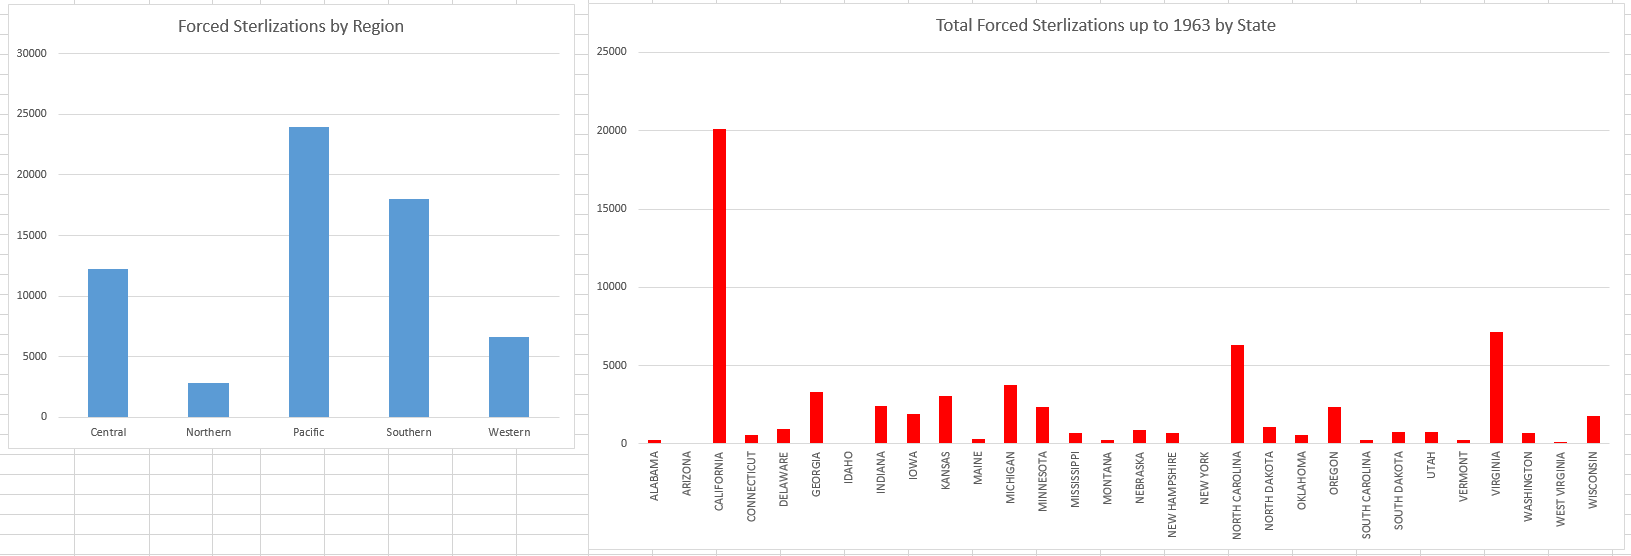 Forced Sterlizations by Region
30000
25000
20000
15000
10000
5000
0
Central Northern Pacific Southern Western
Total Forced Sterlizations up to 1963 by State
25000
20000
15000
10000
5000
0
ALABAMA
ARIZONA
CALIFORNIA
CONNECTICUT
DELAWARE
GEORGIA
IDAHO
INDIANA
IOWA
KANSAS
MAINE
MICHIGAN
MINNESOTA
MISSISSIPPI
MONTANA
NEBRASKA
NEW HAMPSHIRE
NEW YORK
NORTH CAROLINA
NORTH DAKOTA
OKLAHOMA
OREGON
SOUTH CAROLINA
SOUTH DAKOTA
UTAH
VERMONT
VIRGINIA
WASHINGTON
WEST VIRGINIA
WISCONSIN